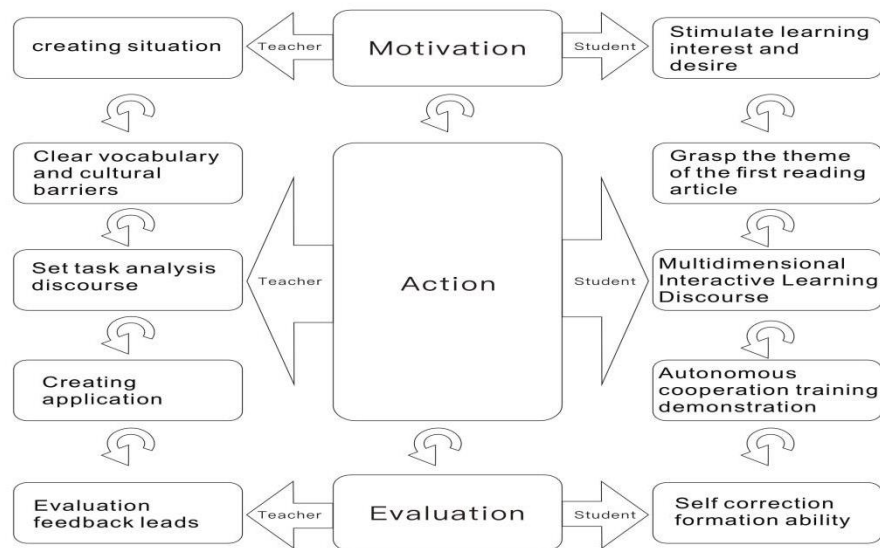 creating situation
Teacher
Motivation
Student
Stimulate learning
interest and
desire
Clear vocabulary
and cultural
barriers
Grasp the theme
of the first reading
article
Set task analysis
discourse
Teacher
Action
Student
Multidimensional
Interactive Learning
Discourse
Creating
application
Autonomous
cooperation training
demonstration
Evaluation
feedback leads
Teacher
Evaluation
Student
Self correction
formation ability